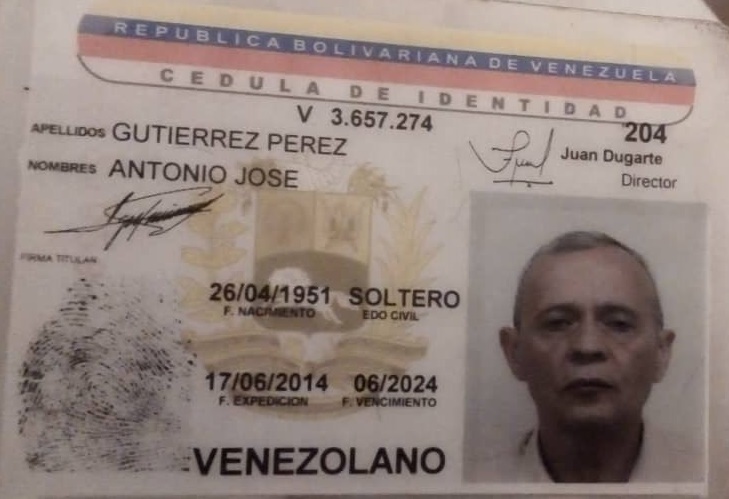 REPUBLICA BOLIVARIANA DE VENEZUELA
CEDULA DE IDENTIDAD
V 3.657.274
204
APELLIDOS GUTIERREZ PEREZ
Juan Dugarte
NOMBRES ANTONIO JOSE
Director
FIRMA TITULAR
26/04/1951 SOLTERO
F. NACIMIENTO EDO CIVIL
17/06/2014 06/2024
F. EXPEDICION F. VENCIMIENTO
VENEZOLANO